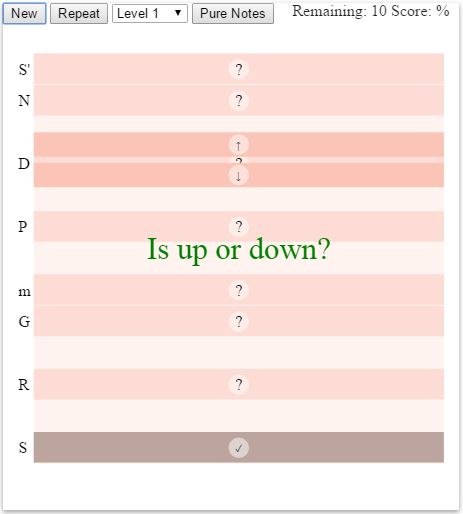 New Repeat Level 1 Pure Notes Remaining: 10 Score: %
S' ?
N ?
↑
D ?
↓
P ?
Is up or down?
m ?
G ?
R ?
S ✓